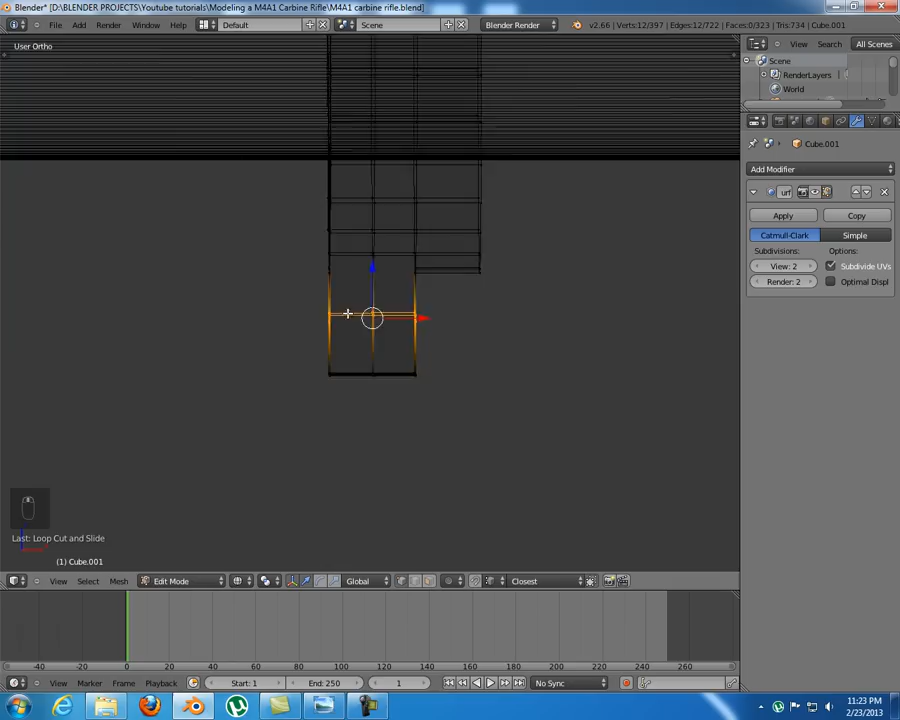 Blender* [D:\BLENDER PROJECTS\Youtube tutorials\Modeling a M4A1 Carbine Rifle\M4A1 carbine rifle.blend]
File Add Render Window Help Default Scene Blender Render v2.66 | Verts:12/397 | Edges:12/722 | Faces:0/323 | Tris:734 | Cube.001
User Ortho
View Search All Scenes
Scene
RenderLayers
World
Cube.001
Add Modifier
urf
Apply Copy
Catmull-Clark Simple
Subdivisions: Options:
View: 2 Subdivide UVs
Render: 2 Optimal Displ
Last: Loop Cut and Slide
(1) Cube.001
View Select Mesh Edit Mode Global Closest
-40 -20 0 20 40 60 80 100 120 140 160 180 200 220 240 260
View Marker Frame Playback Start: 1 End: 250 1 No Sync
11:23 PM
2/23/2013